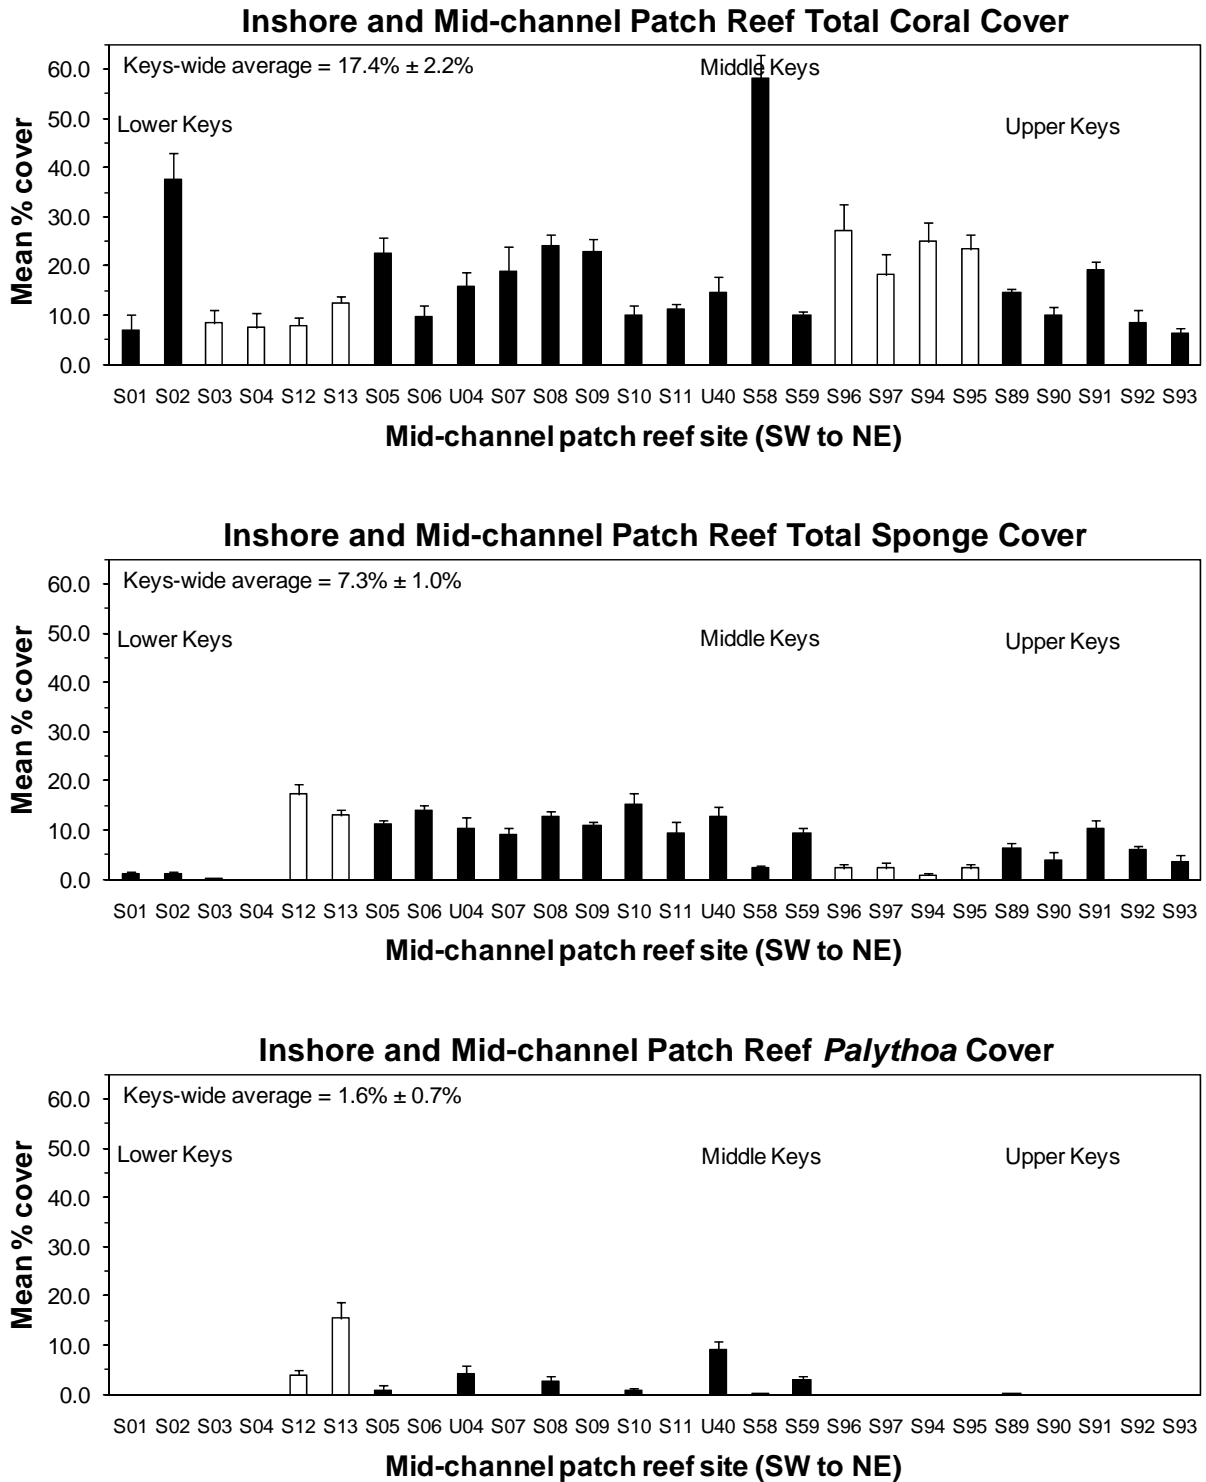 Inshore and Mid-channel Patch Reef Total Coral Cover
Keys-wide average = 17.4% ± 2.2%
Middle Keys
Lower Keys
Upper Keys
Mean % cover
60.0
50.0
40.0
30.0
20.0
10.0
0.0
S01 S02 S03 S04 S12 S13 S05 S06 U04 S07 S08 S09 S10 S11 U40 S58 S59 S96 S97 S94 S95 S89 S90 S91 S92 S93
Mid-channel patch reef site (SW to NE)
Inshore and Mid-channel Patch Reef Total Sponge Cover
Keys-wide average = 7.3% ± 1.0%
Lower Keys
Middle Keys
Upper Keys
Mean % cover
60.0
50.0
40.0
30.0
20.0
10.0
0.0
S01 S02 S03 S04 S12 S13 S05 S06 U04 S07 S08 S09 S10 S11 U40 S58 S59 S96 S97 S94 S95 S89 S90 S91 S92 S93
Mid-channel patch reef site (SW to NE)
Inshore and Mid-channel Patch Reef Palythoa Cover
Keys-wide average = 1.6% ± 0.7%
Lower Keys
Middle Keys
Upper Keys
Mean % cover
60.0
50.0
40.0
30.0
20.0
10.0
0.0
S01 S02 S03 S04 S12 S13 S05 S06 U04 S07 S08 S09 S10 S11 U40 S58 S59 S96 S97 S94 S95 S89 S90 S91 S92 S93
Mid-channel patch reef site (SW to NE)